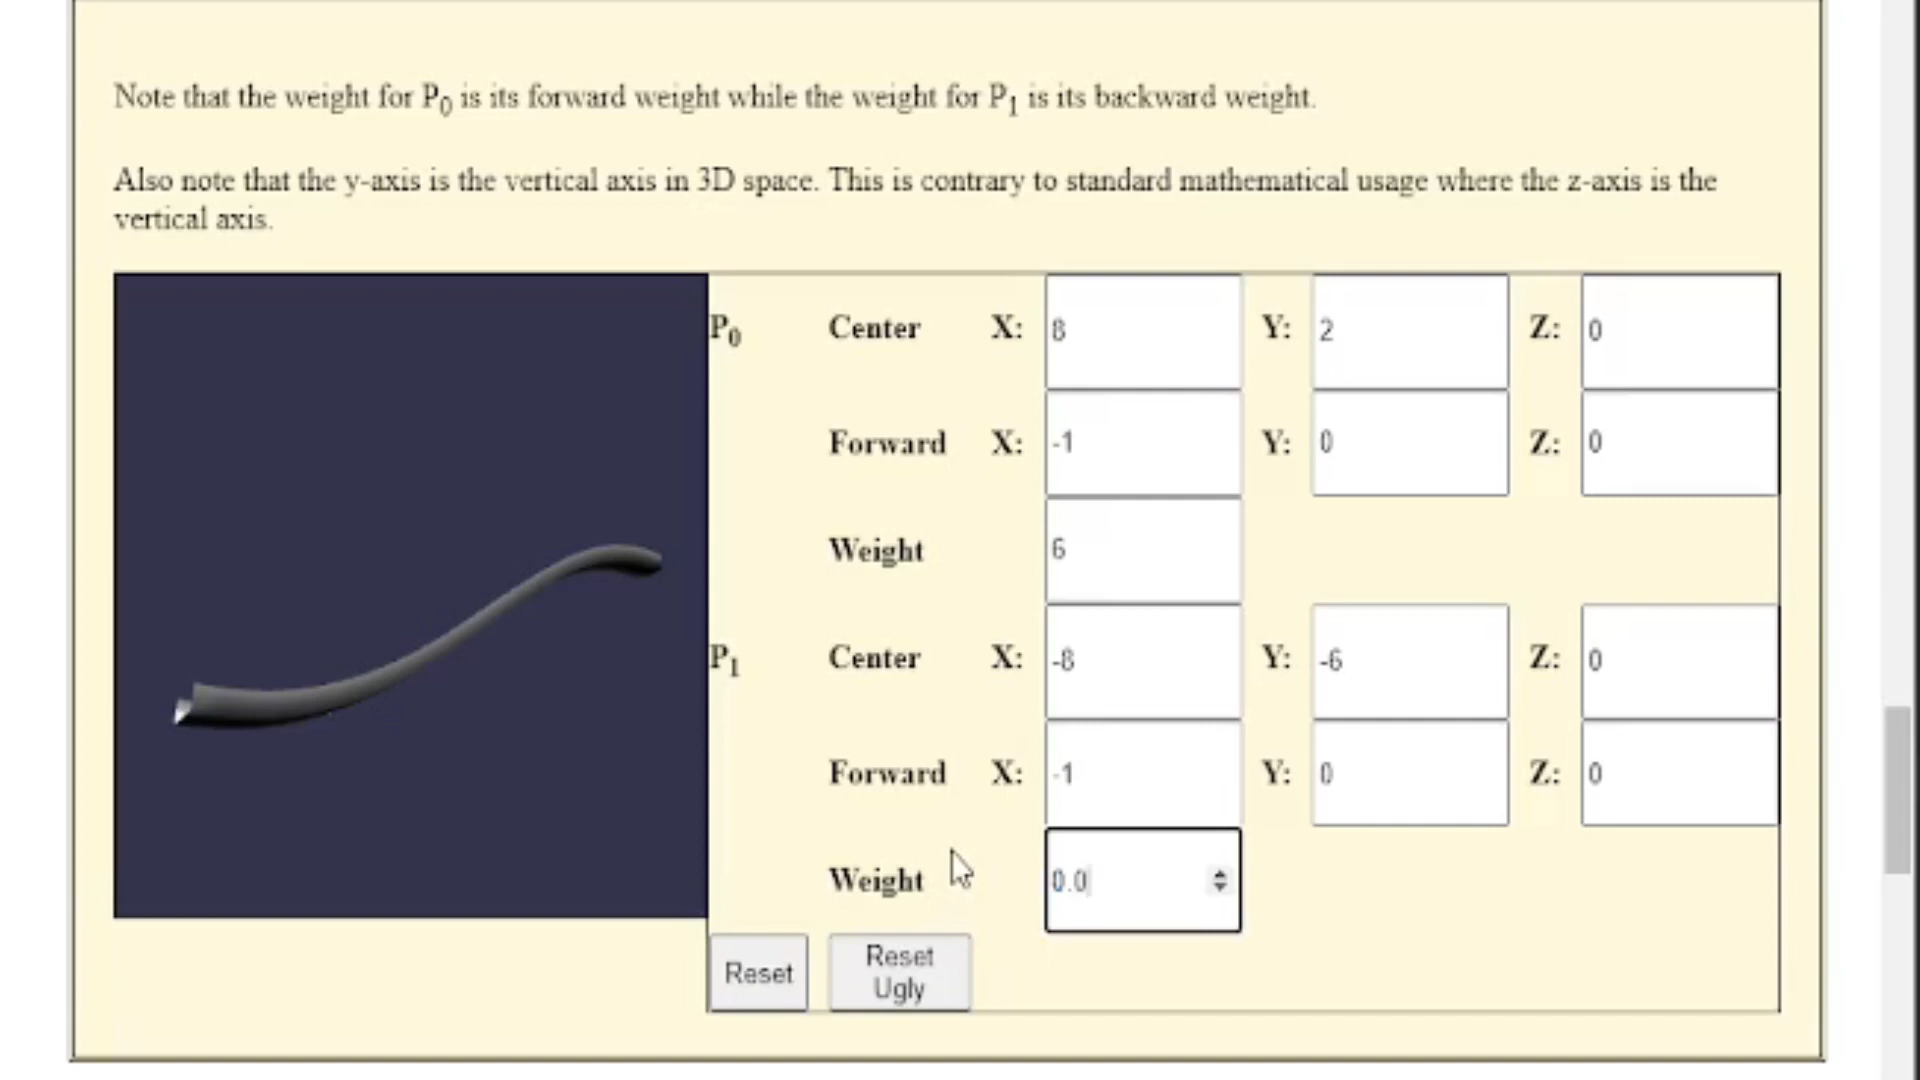 Note that the weight for P0 is its forward weight while the weight for P1 is its backward weight.
Also note that the y-axis is the vertical axis in 3D space. This is contrary to standard mathematical usage where the z-axis is the
vertical axis.
P0 Center X: 8 Y: 2 Z: 0
Forward X: -1 Y: 0 Z: 0
Weight 6
P1 Center X: -8 Y: -6 Z: 0
Forward X: -1 Y: 0 Z: 0
Weight 0.0
Reset Reset
Ugly